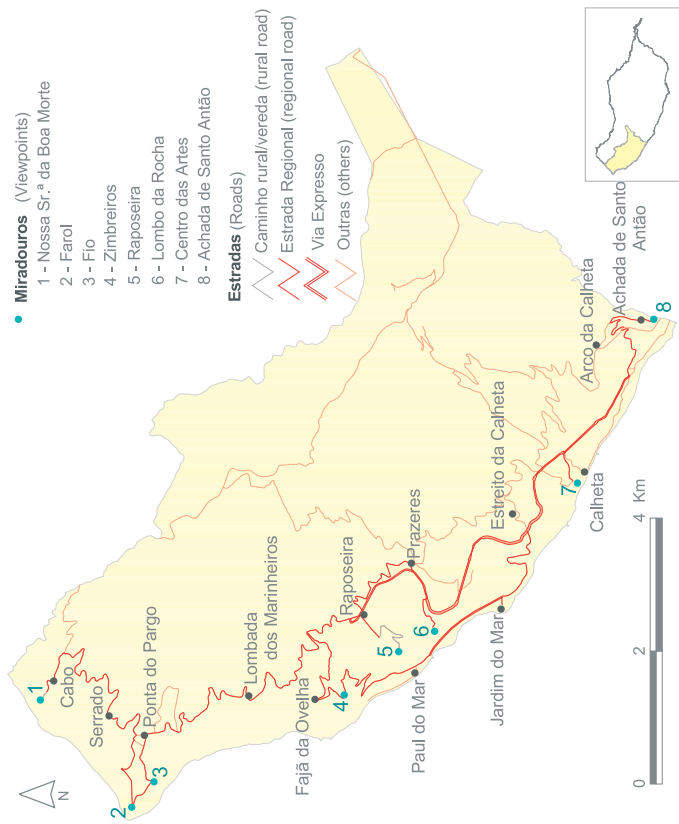 Miradouros (Viewpoints)
1 - Nossa Sr.ª da Boa Morte
2 - Farol
3 - Fio
4 - Zimbreiros
5 - Raposeira
6 - Lombo da Rocha
7 - Centro das Artes
8 - Achada de Santo Antão
Estradas (Roads)
Caminho rural/vereda (rural road)
Estrada Regional (regional road)
Via Expresso
Outras (others)
N
1
Cabo
Serrado
Ponta do Pargo
2
3
Lombada
dos Marinheiros
Fajã da Ovelha
4
Raposeira
5
Prazeres
6
Paul do Mar
Jardim do Mar
Estreito da Calheta
7
Calheta
Arco da Calheta
Achada de Santo
Antão
8
0
2
4
Km